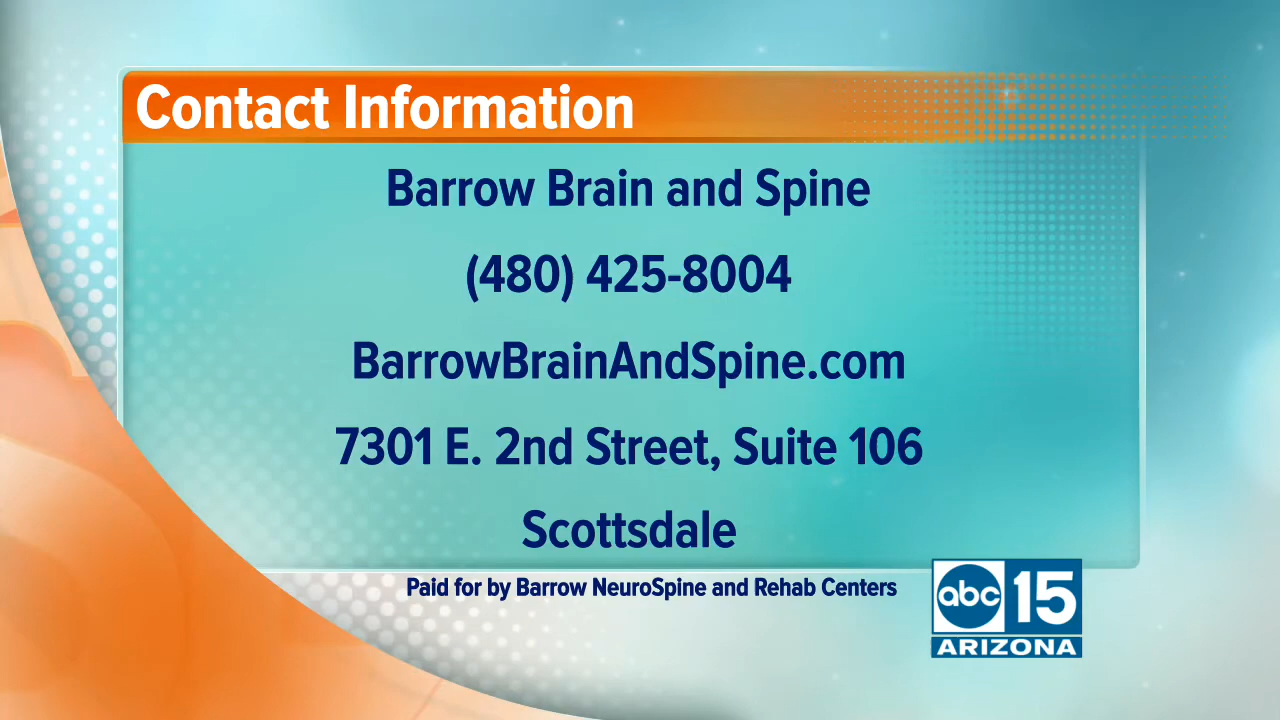 Contact Information
Barrow Brain and Spine
(480) 425-8004
BarrowBrainAndSpine.com
7301 E. 2nd Street, Suite 106
Scottsdale
Paid for by Barrow NeuroSpine and Rehab Centers
abc 15
ARIZONA